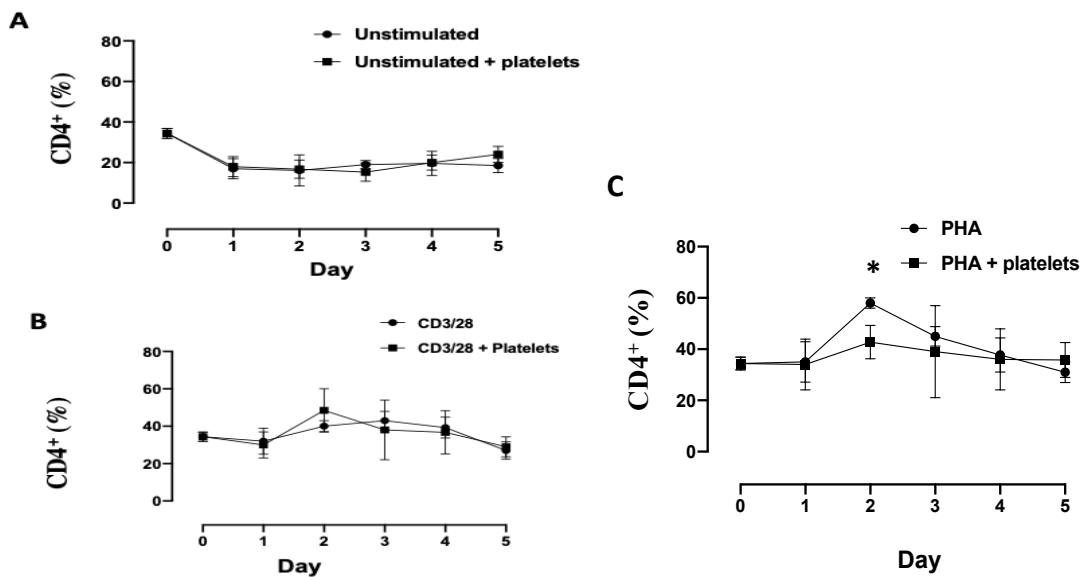 A
Unstimulated
Unstimulated + platelets
CD4⁺ (%)
80
60
40
20
0
0 1 2 3 4 5
Day
B
CD3/28
CD3/28 + Platelets
CD4⁺ (%)
80
60
40
20
0
0 1 2 3 4 5
Day
C
PHA
PHA + platelets
*
CD4⁺ (%)
80
60
40
20
0
0 1 2 3 4 5
Day